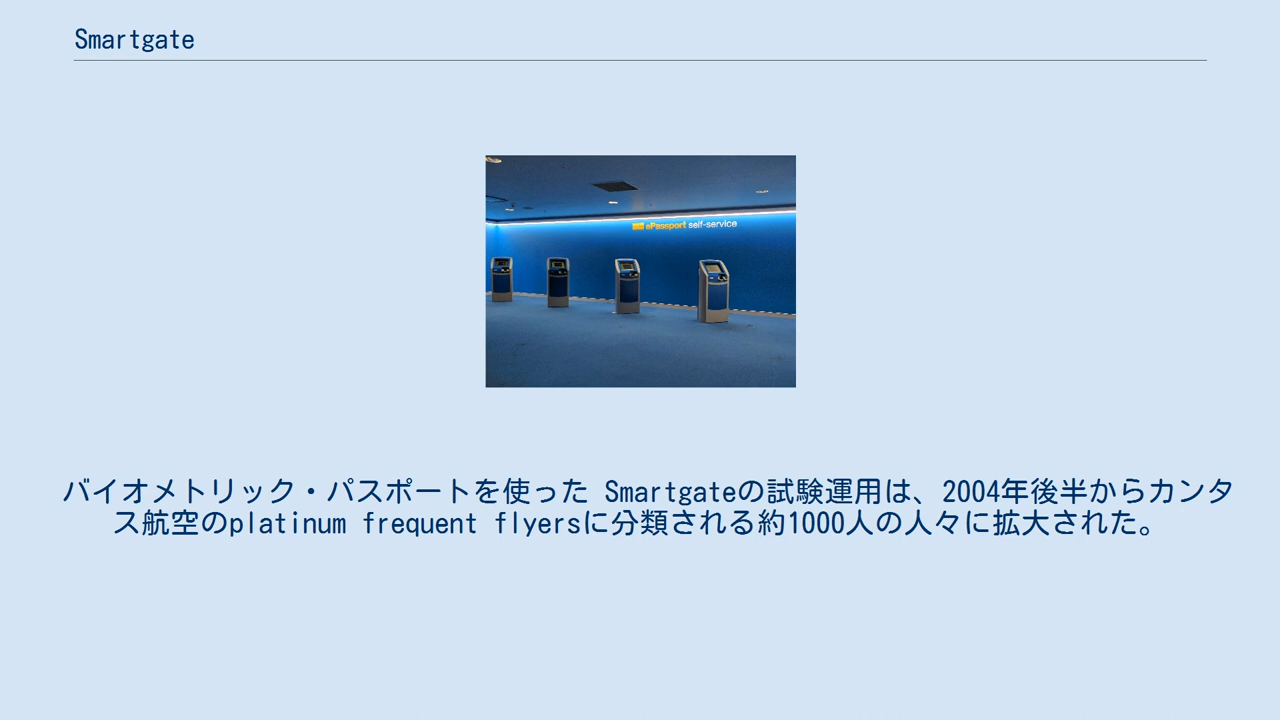 Smartgate
ePassport self-service
バイオメトリック・パスポートを使った Smartgateの試験運用は、2004年後半からカンタ
ス航空のplatinum frequent flyersに分類される約1000人の人々に拡大された。